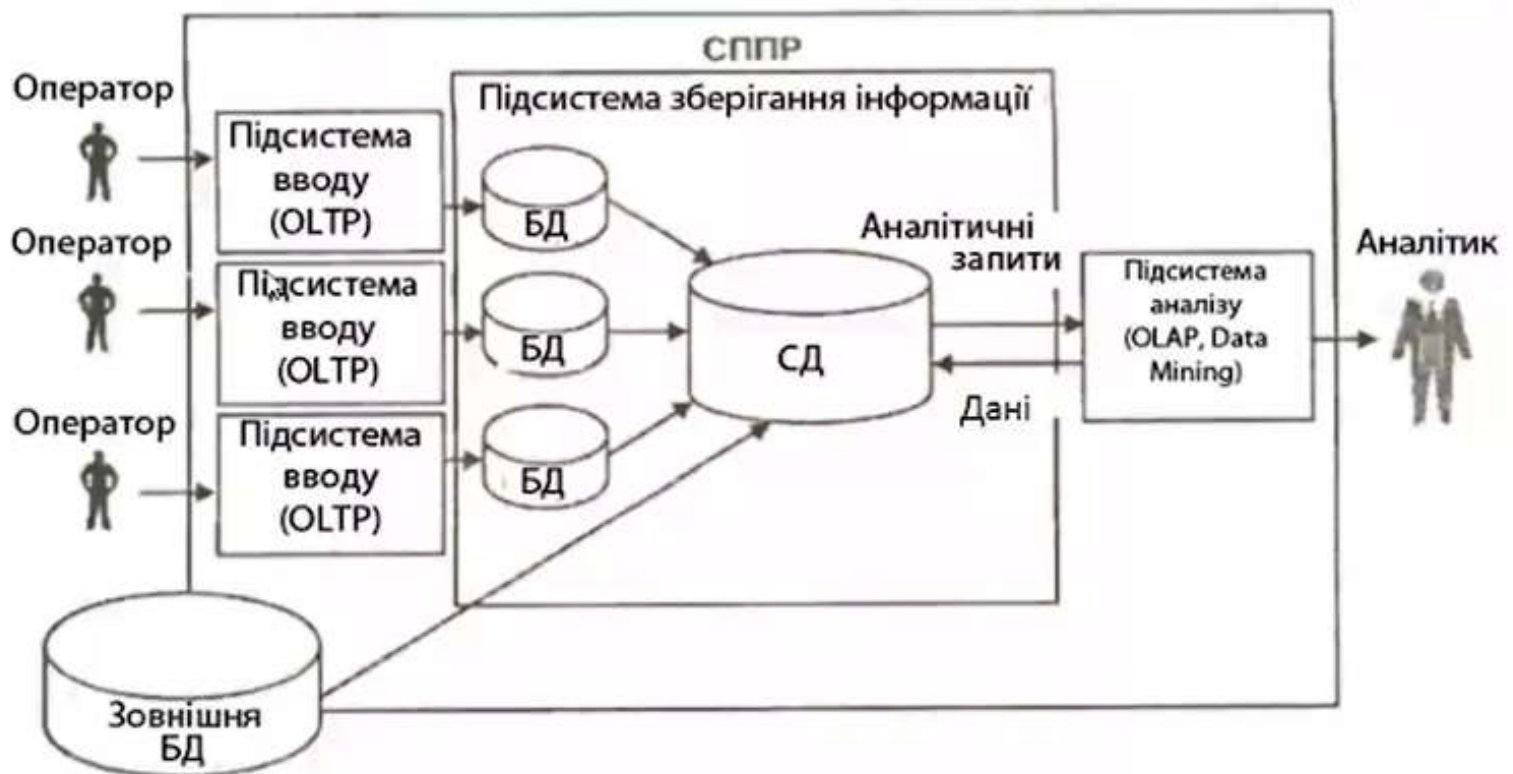 СППР
Оператор
Підсистема зберігання інформації
Підсистема
вводу
(OLTP)
БД
Оператор
Підсистема
вводу
(OLTP)
БД
Оператор
Підсистема
вводу
(OLTP)
БД
СД
Аналітичні
запити
Дані
Підсистема
аналізу
(OLAP, Data
Mining)
Аналітик
Зовнішня
БД